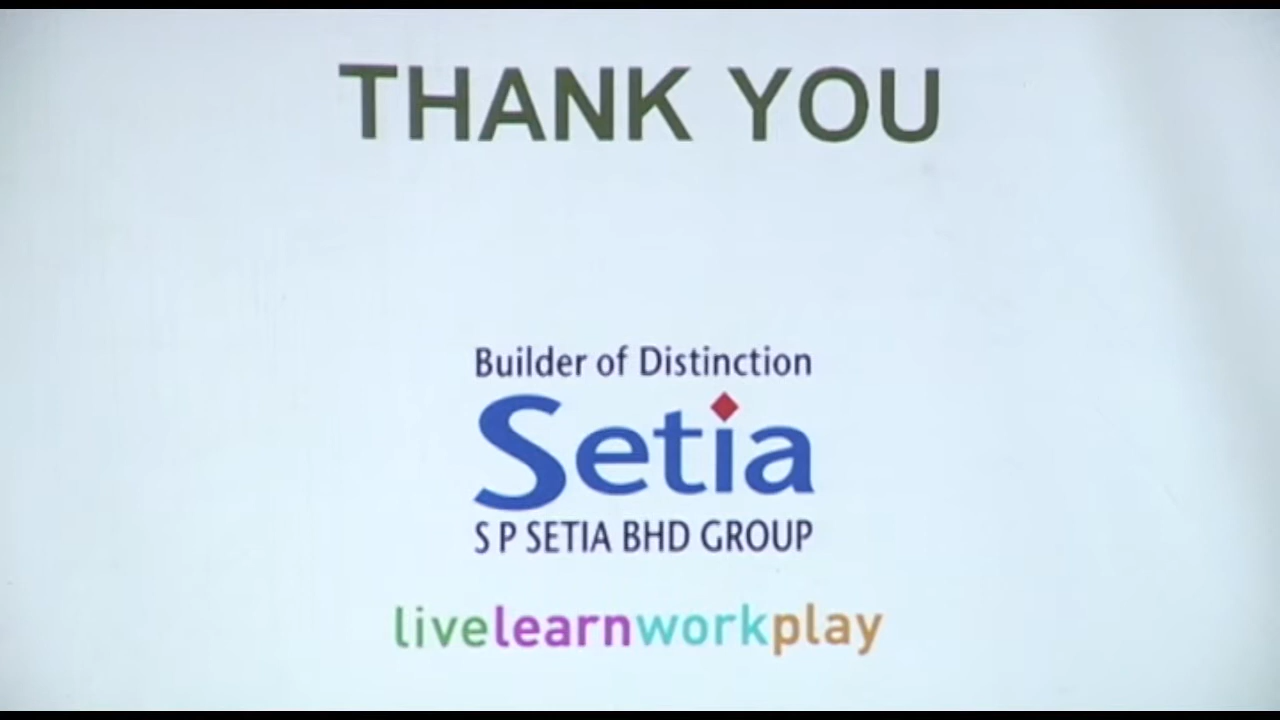 THANK YOU
Builder of Distinction
Setia
S P SETIA BHD GROUP
livelearnworkplay